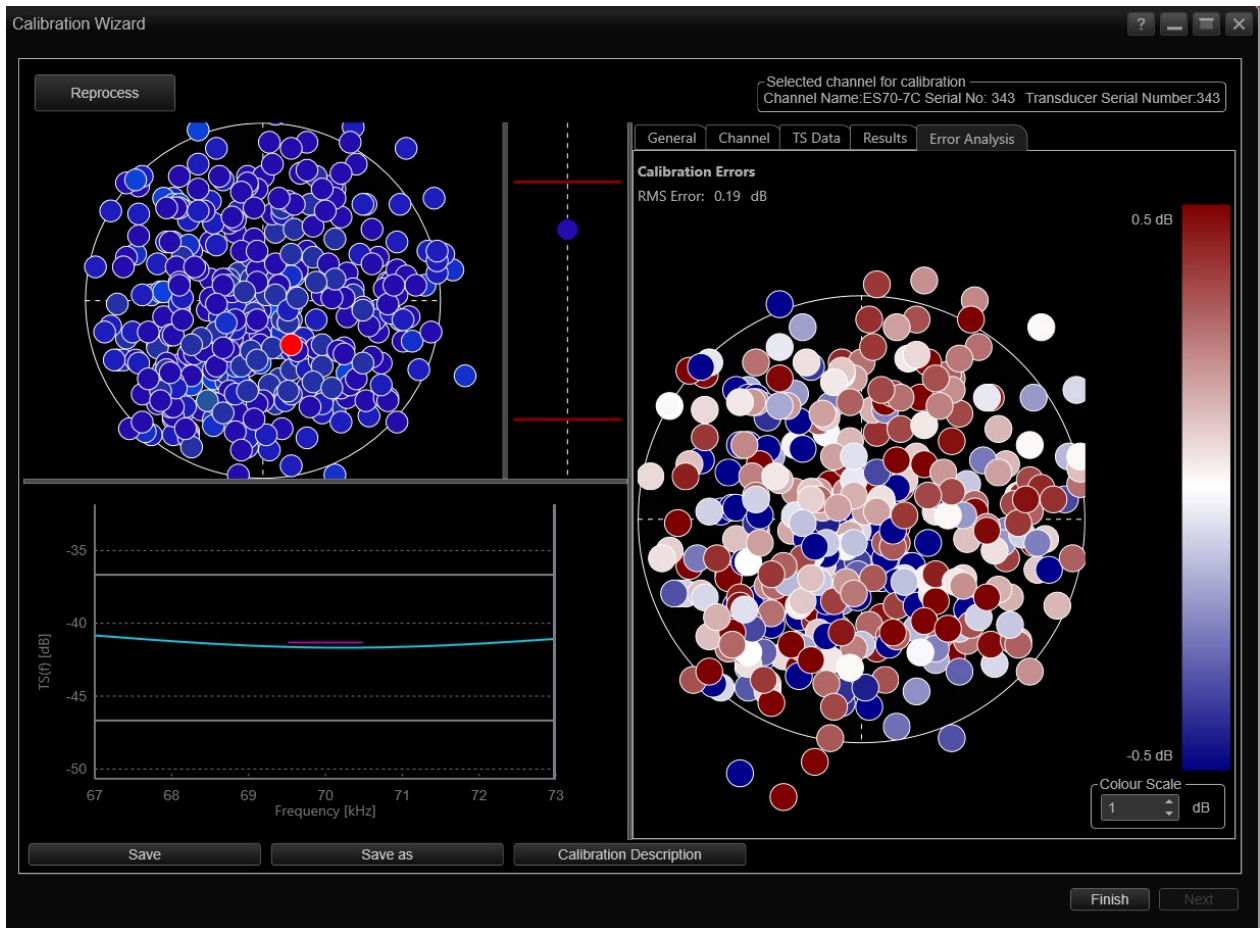 Calibration Wizard
?
Reprocess
Selected channel for calibration
Channel Name:ES70-7C Serial No: 343 Transducer Serial Number:343
General Channel TS Data Results Error Analysis
Calibration Errors
RMS Error: 0.19 dB
0.5 dB
-0.5 dB
Colour Scale
1 dB
-35
-40
-45
-50
TS(f) [dB]
67 68 69 70 71 72 73
Frequency [kHz]
Save Save as Calibration Description
Finish Next